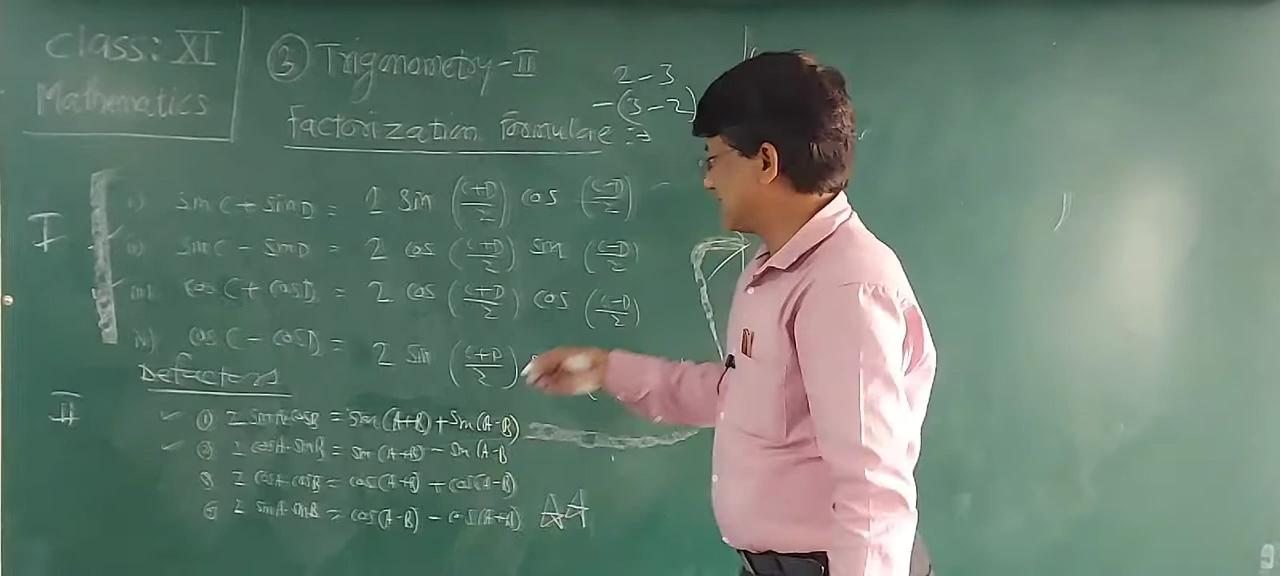 Class: XI
Mathematics
③ Trigonometry-II
2-3
-(3-2)
Factorization Formulae :→
I
i) sinC + sinD = 2 sin (C+D/2) cos (C-D/2)
ii) sinC - sinD = 2 cos (C+D/2) sin (C-D/2)
iii) cosC + cosD = 2 cos (C+D/2) cos (C-D/2)
iv) cosC - cosD = 2 sin (C+D/2)
Defactors
II
① 2 sinA cosB = sin(A+B) + sin(A-B)
② 2 cosA·sinB = sin(A+B) - sin(A-B
3 2 cosA·cosB = cos(A+B) + cos(A-B)
2 sinA·sinB = cos(A-B) - cos(A+B)